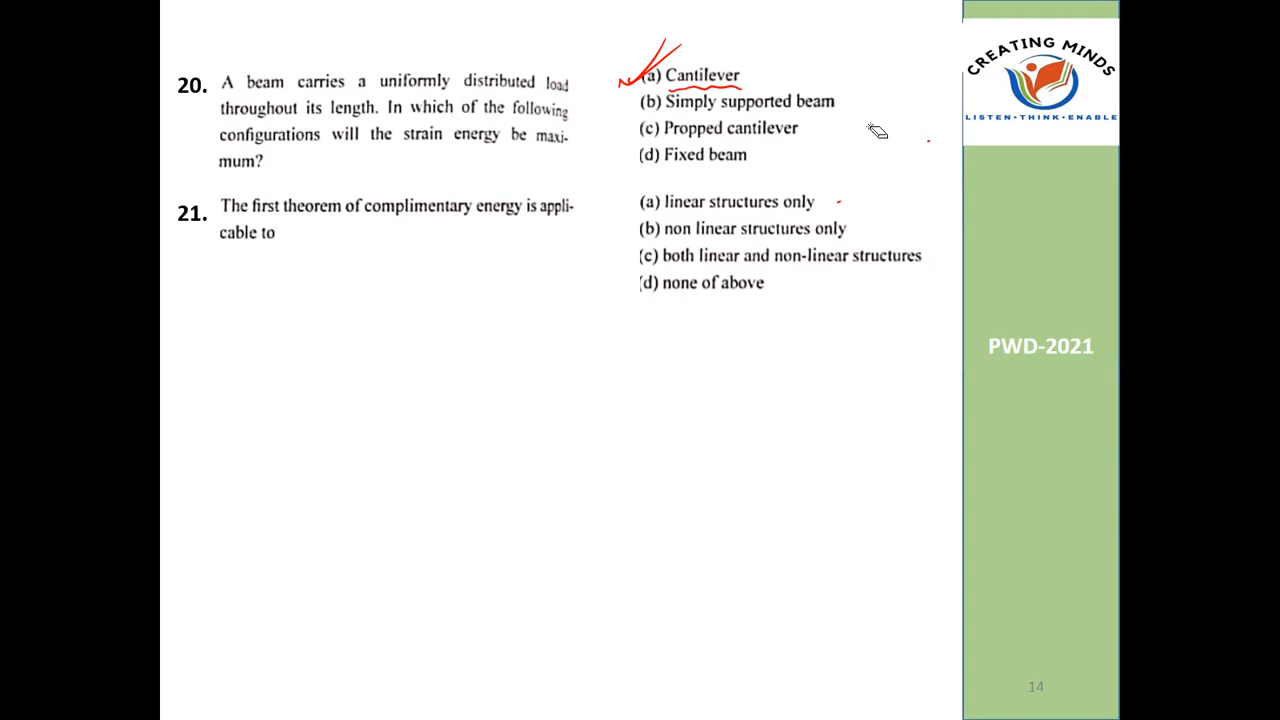 20. A beam carries a uniformly distributed load
throughout its length. In which of the following
configurations will the strain energy be maxi-
mum?
(a) Cantilever
(b) Simply supported beam
(c) Propped cantilever
(d) Fixed beam
21. The first theorem of complimentary energy is appli-
cable to
(a) linear structures only
(b) non linear structures only
(c) both linear and non-linear structures
(d) none of above
CREATING MINDS
LISTEN•THINK•ENABLE
PWD-2021
14